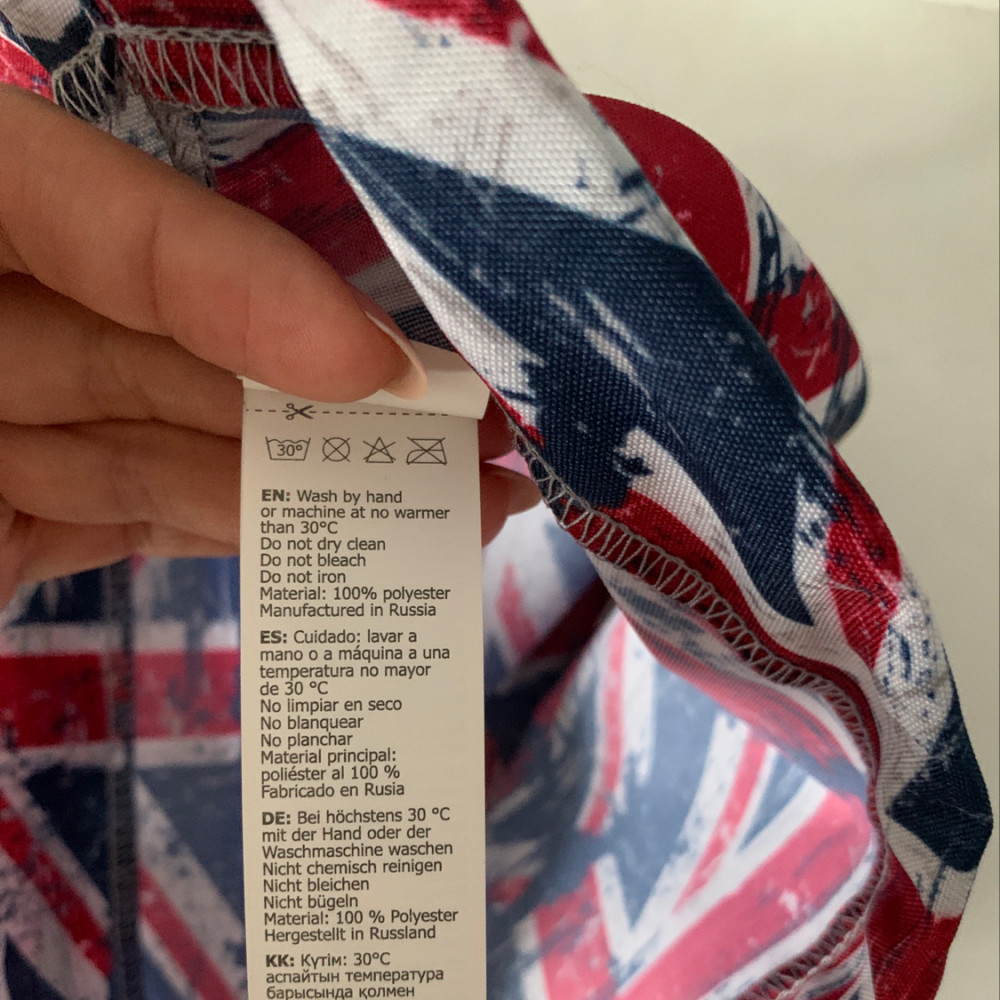 30°
EN: Wash by hand
or machine at no warmer
than 30°C
Do not dry clean
Do not bleach
Do not iron
Material: 100% polyester
Manufactured in Russia
ES: Cuidado: lavar a
mano o a máquina a una
temperatura no mayor
de 30 °C
No limpiar en seco
No blanquear
No planchar
Material principal:
poliéster al 100 %
Fabricado en Rusia
DE: Bei höchstens 30 °C
mit der Hand oder der
Waschmaschine waschen
Nicht chemisch reinigen
Nicht bleichen
Nicht bügeln
Material: 100 % Polyester
Hergestellt in Russland
KK: Күтім: 30°C
аспайтын температура
барысында қолмен